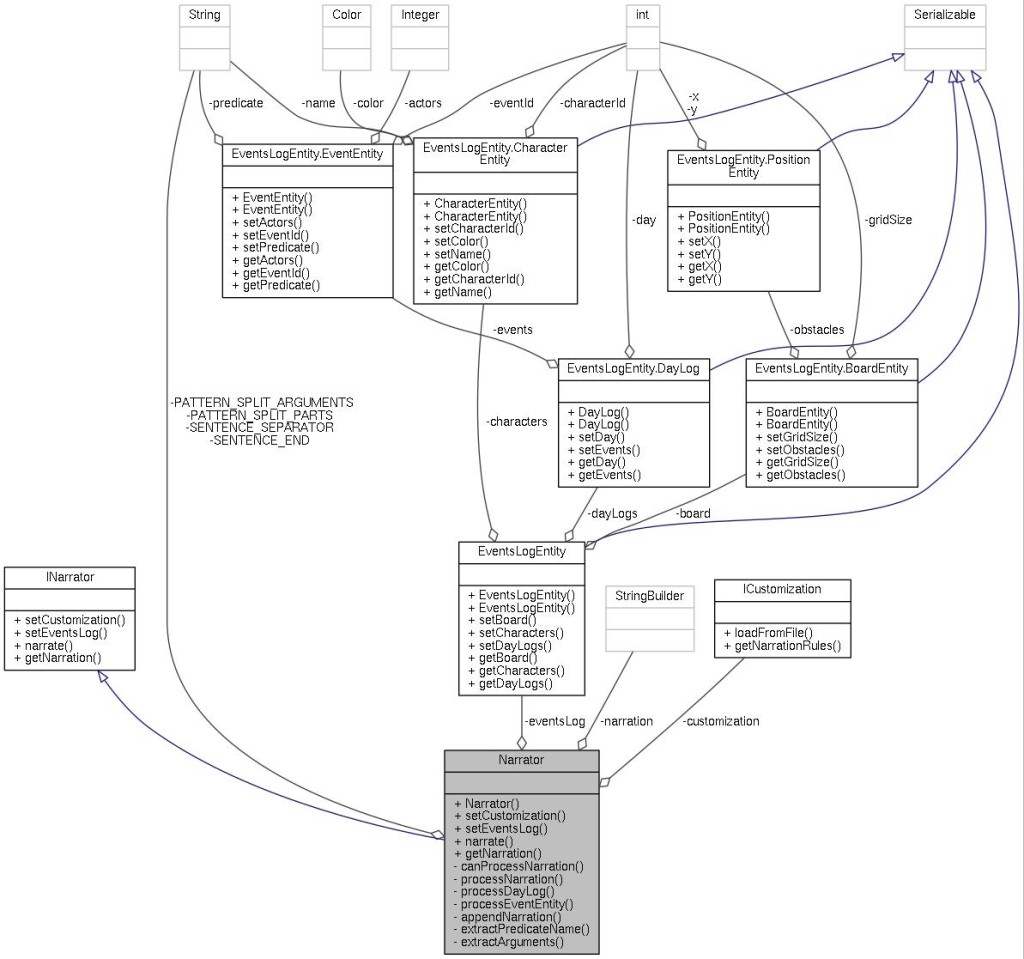 String
Color
Integer
int
Serializable
-predicate
-name
-color
-actors
-eventId
-characterId
-x
-y
EventsLogEntity.EventEntity
+ EventEntity()
+ EventEntity()
+ setActors()
+ setEventId()
+ setPredicate()
+ getActors()
+ getEventId()
+ getPredicate()
EventsLogEntity.Character
Entity
+ CharacterEntity()
+ CharacterEntity()
+ setCharacterId()
+ setColor()
+ setName()
+ getColor()
+ getCharacterId()
+ getName()
EventsLogEntity.Position
Entity
+ PositionEntity()
+ PositionEntity()
+ setX()
+ setY()
+ getX()
+ getY()
-day
-gridSize
-events
-obstacles
EventsLogEntity.DayLog
+ DayLog()
+ DayLog()
+ setDay()
+ setEvents()
+ getDay()
+ getEvents()
EventsLogEntity.BoardEntity
+ BoardEntity()
+ BoardEntity()
+ setGridSize()
+ setObstacles()
+ getGridSize()
+ getObstacles()
-PATTERN_SPLIT_ARGUMENTS
-PATTERN_SPLIT_PARTS
-SENTENCE_SEPARATOR
-SENTENCE_END
-characters
-dayLogs
-board
EventsLogEntity
+ EventsLogEntity()
+ EventsLogEntity()
+ setBoard()
+ setCharacters()
+ setDayLogs()
+ getBoard()
+ getCharacters()
+ getDayLogs()
INarrator
+ setCustomization()
+ setEventsLog()
+ narrate()
+ getNarration()
StringBuilder
ICustomization
+ loadFromFile()
+ getNarrationRules()
-eventsLog
-narration
-customization
Narrator
+ Narrator()
+ setCustomization()
+ setEventsLog()
+ narrate()
+ getNarration()
- canProcessNarration()
- processNarration()
- processDayLog()
- processEventEntity()
- appendNarration()
- extractPredicateName()
- extractArguments()